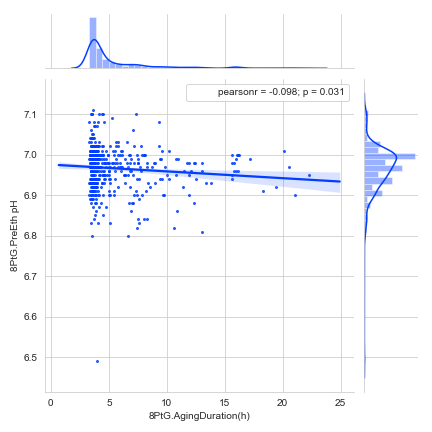 pearsonr = -0.098; p = 0.031
7.1
7.0
6.9
6.8
6.7
6.6
6.5
8PtG.PreEth pH
0 5 10 15 20 25
8PtG.AgingDuration(h)